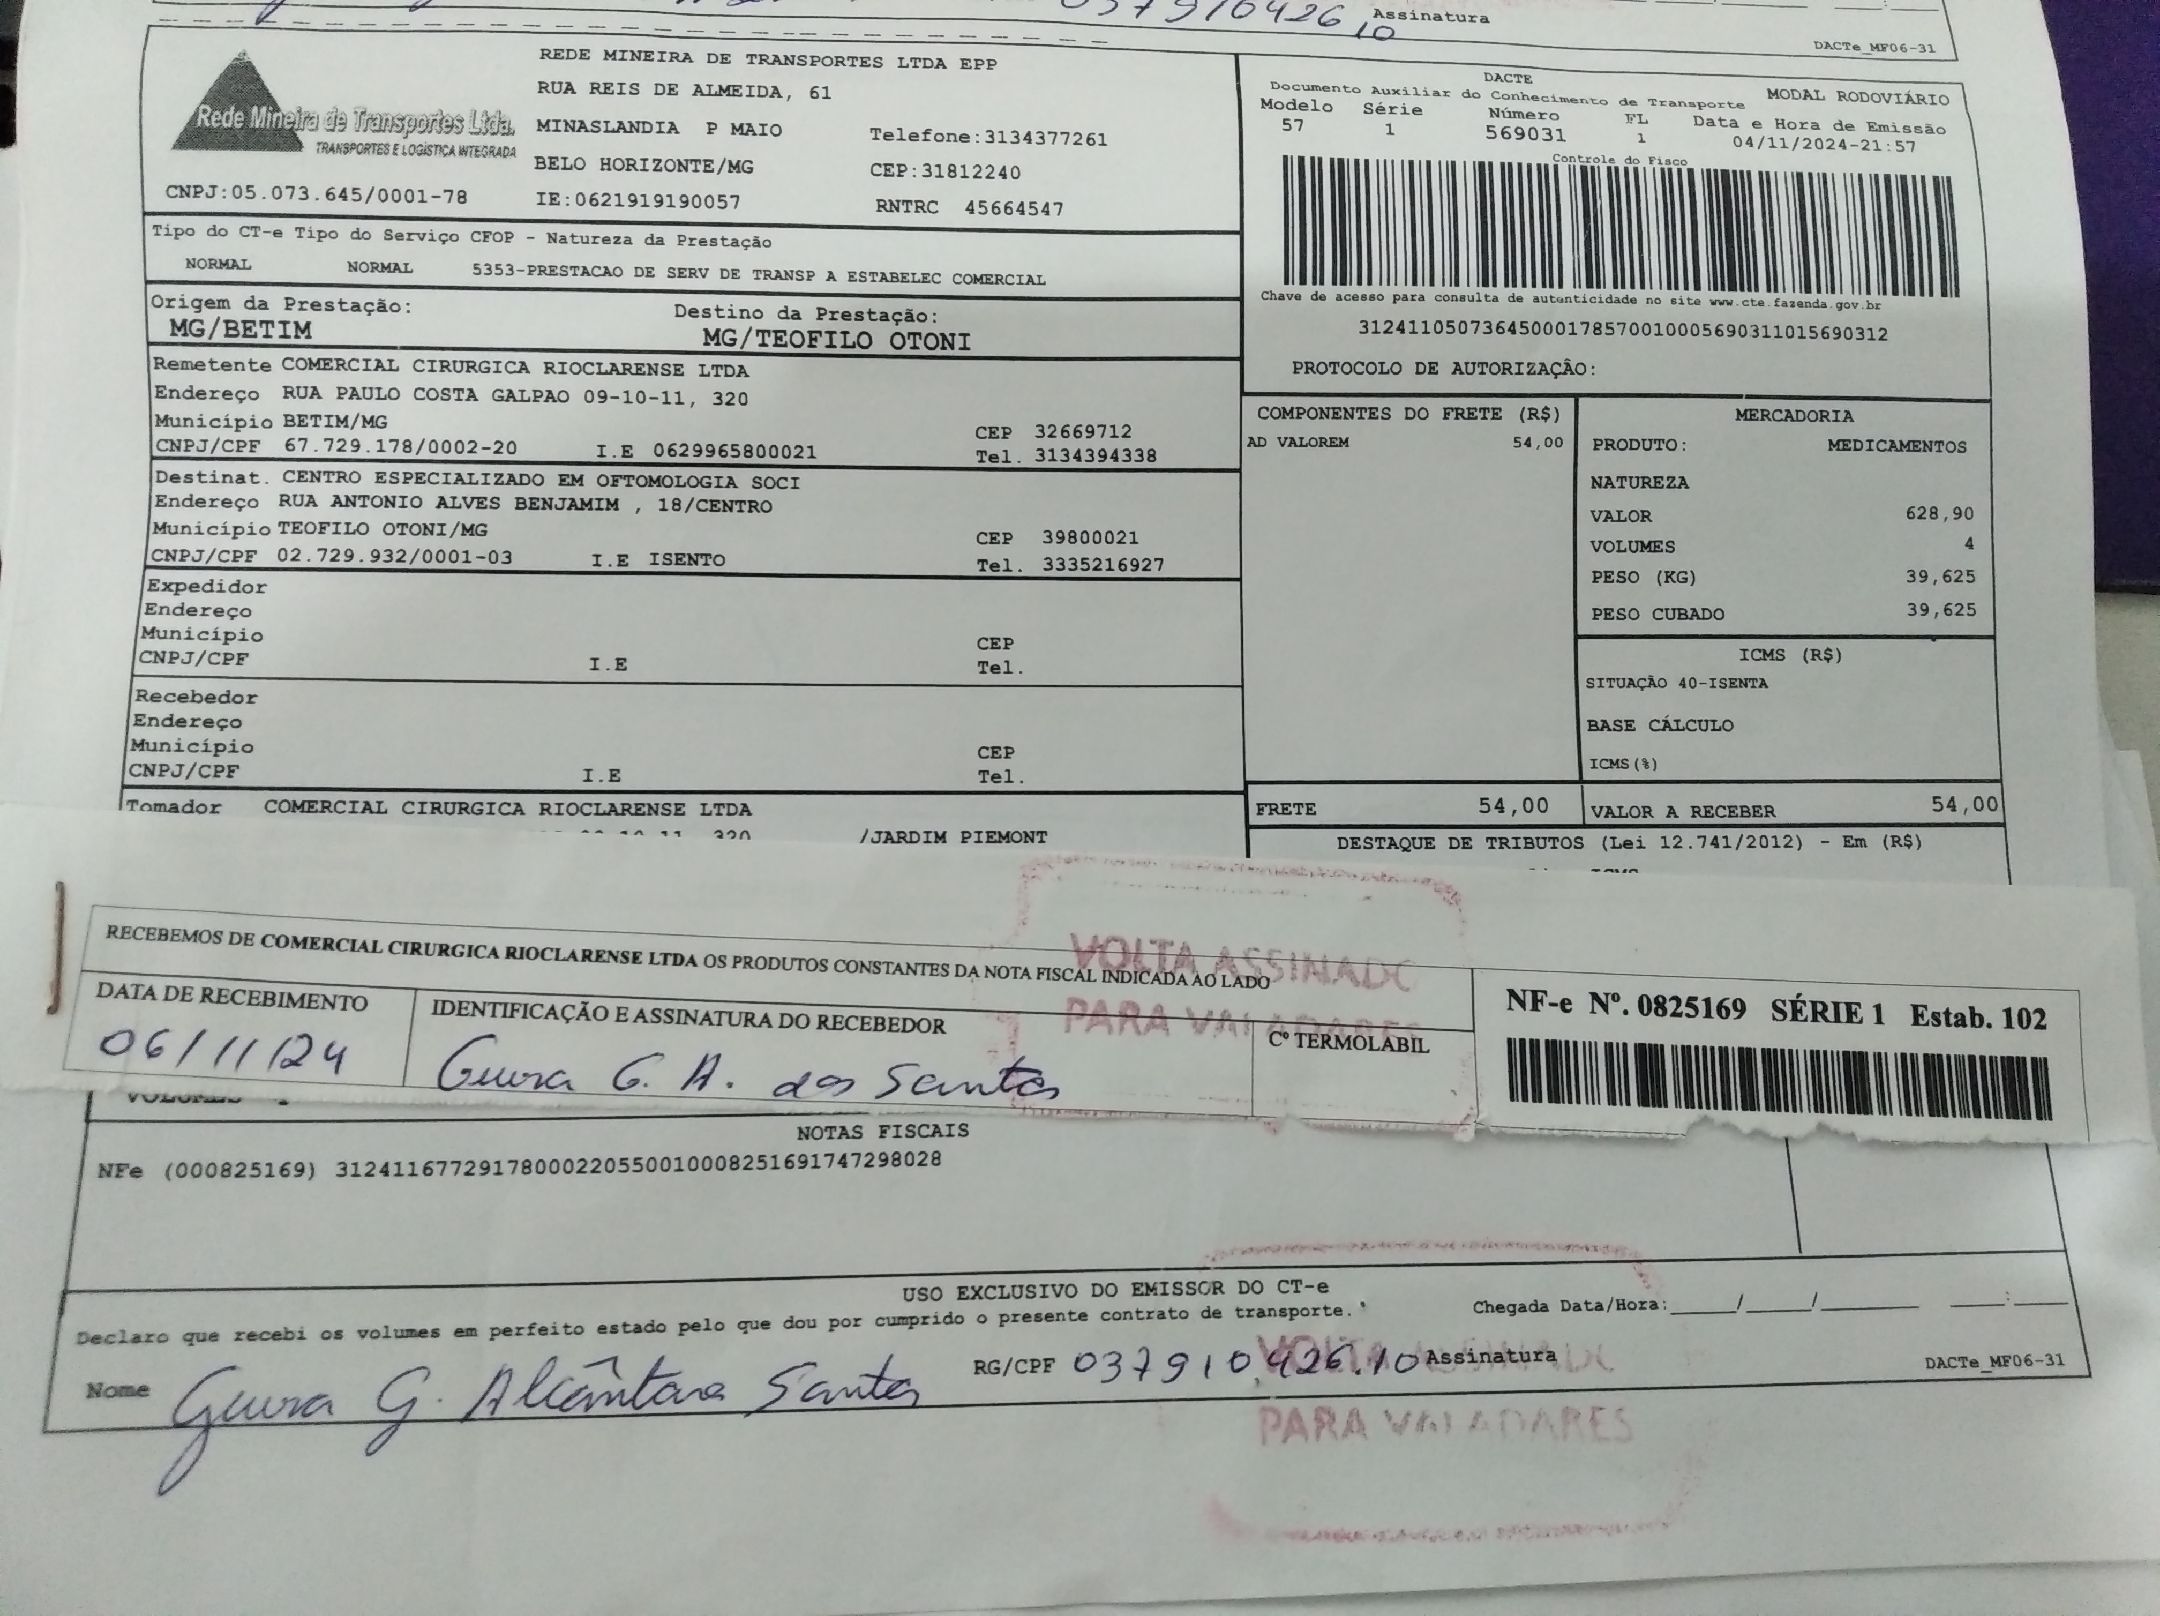 037910426 10 Assinatura
DACTe_MF06-31
Rede Mineira de Transportes Ltda.
TRANSPORTES E LOGÍSTICA INTEGRADA
CNPJ:05.073.645/0001-78
REDE MINEIRA DE TRANSPORTES LTDA EPP
RUA REIS DE ALMEIDA, 61
MINASLANDIA P MAIO Telefone:3134377261
BELO HORIZONTE/MG CEP:31812240
IE:0621919190057 RNTRC 45664547
DACTE
Documento Auxiliar do Conhecimento de Transporte MODAL RODOVIÁRIO
Modelo Série Número FL Data e Hora de Emissão
57 1 569031 1 04/11/2024-21:57
Controle do Fisco
Chave de acesso para consulta de autenticidade no site www.cte.fazenda.gov.br
31241105073645000178570010005690311015690312
PROTOCOLO DE AUTORIZAÇÃO:
Tipo do CT-e Tipo do Serviço CFOP - Natureza da Prestação
NORMAL NORMAL 5353-PRESTACAO DE SERV DE TRANSP A ESTABELEC COMERCIAL
Origem da Prestação: Destino da Prestação:
MG/BETIM MG/TEOFILO OTONI
Remetente COMERCIAL CIRURGICA RIOCLARENSE LTDA
Endereço RUA PAULO COSTA GALPAO 09-10-11, 320
Município BETIM/MG CEP 32669712
CNPJ/CPF 67.729.178/0002-20 I.E 0629965800021 Tel. 3134394338
Destinat. CENTRO ESPECIALIZADO EM OFTOMOLOGIA SOCI
Endereço RUA ANTONIO ALVES BENJAMIM , 18/CENTRO
Município TEOFILO OTONI/MG CEP 39800021
CNPJ/CPF 02.729.932/0001-03 I.E ISENTO Tel. 3335216927
Expedidor
Endereço
Município CEP
CNPJ/CPF I.E Tel.
Recebedor
Endereço
Município CEP
CNPJ/CPF I.E Tel.
Tomador COMERCIAL CIRURGICA RIOCLARENSE LTDA
/JARDIM PIEMONT
COMPONENTES DO FRETE (R$)
AD VALOREM 54,00
MERCADORIA
PRODUTO: MEDICAMENTOS
NATUREZA
VALOR 628,90
VOLUMES 4
PESO (KG) 39,625
PESO CUBADO 39,625
ICMS (R$)
SITUAÇÃO 40-ISENTA
BASE CÁLCULO
ICMS(%)
FRETE 54,00 VALOR A RECEBER 54,00
DESTAQUE DE TRIBUTOS (Lei 12.741/2012) - Em (R$)
RECEBEMOS DE COMERCIAL CIRURGICA RIOCLARENSE LTDA OS PRODUTOS CONSTANTES DA NOTA FISCAL INDICADA AO LADO
VOLTA ASSINADO
PARA VALADARES
DATA DE RECEBIMENTO IDENTIFICAÇÃO E ASSINATURA DO RECEBEDOR Cº TERMOLÁBIL
06/11/24 G. A. dos Santos
NF-e Nº. 0825169 SÉRIE 1 Estab. 102
NOTAS FISCAIS
NFe (000825169) 31241167729178000220550010008251691747298028
USO EXCLUSIVO DO EMISSOR DO CT-e
Declaro que recebi os volumes em perfeito estado pelo que dou por cumprido o presente contrato de transporte. Chegada Data/Hora:_____/_____/________ ____:____
Nome G. Alcântara Santos RG/CPF 037910.426.10 Assinatura
DACTe_MF06-31
VOLTA ASSINADO
PARA VALADARES